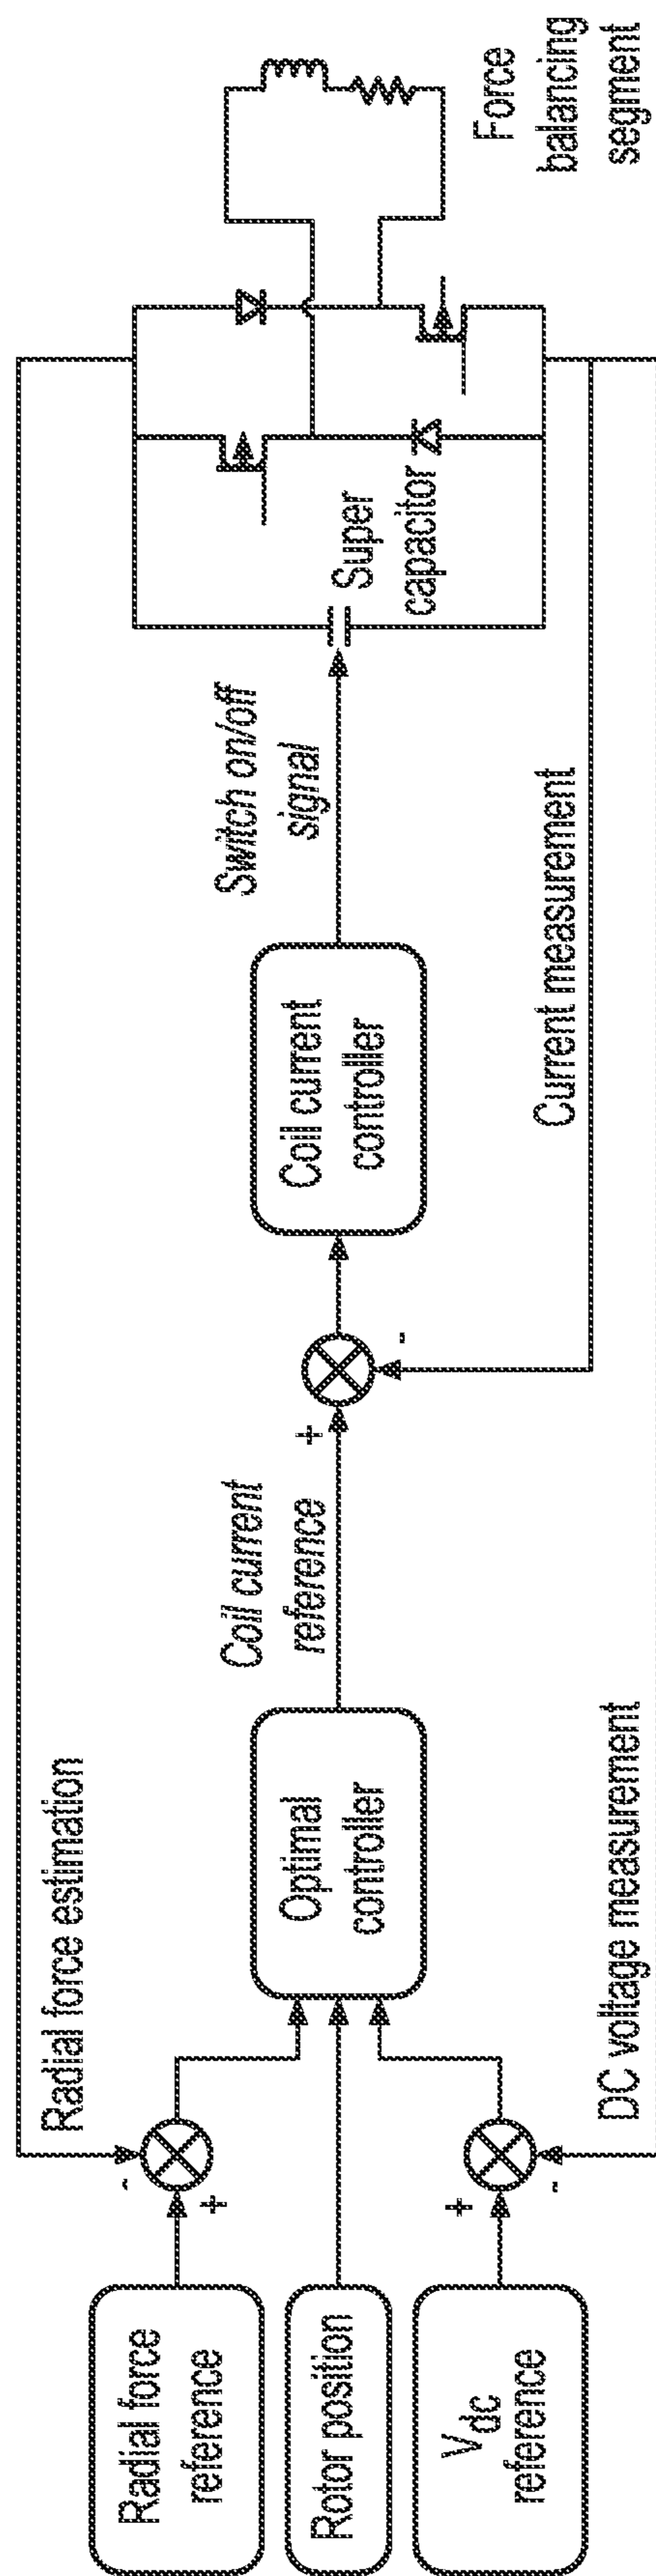 Radial force
reference
Rotor position
Vdc
reference
-
+
+
-
Radial force estimation
DC voltage measurement
Optimal
controller
Coil current
reference
+
-
Coil current
controller
Current measurement
Switch on/off
signal
Super
capacitor
Force
balancing
segment